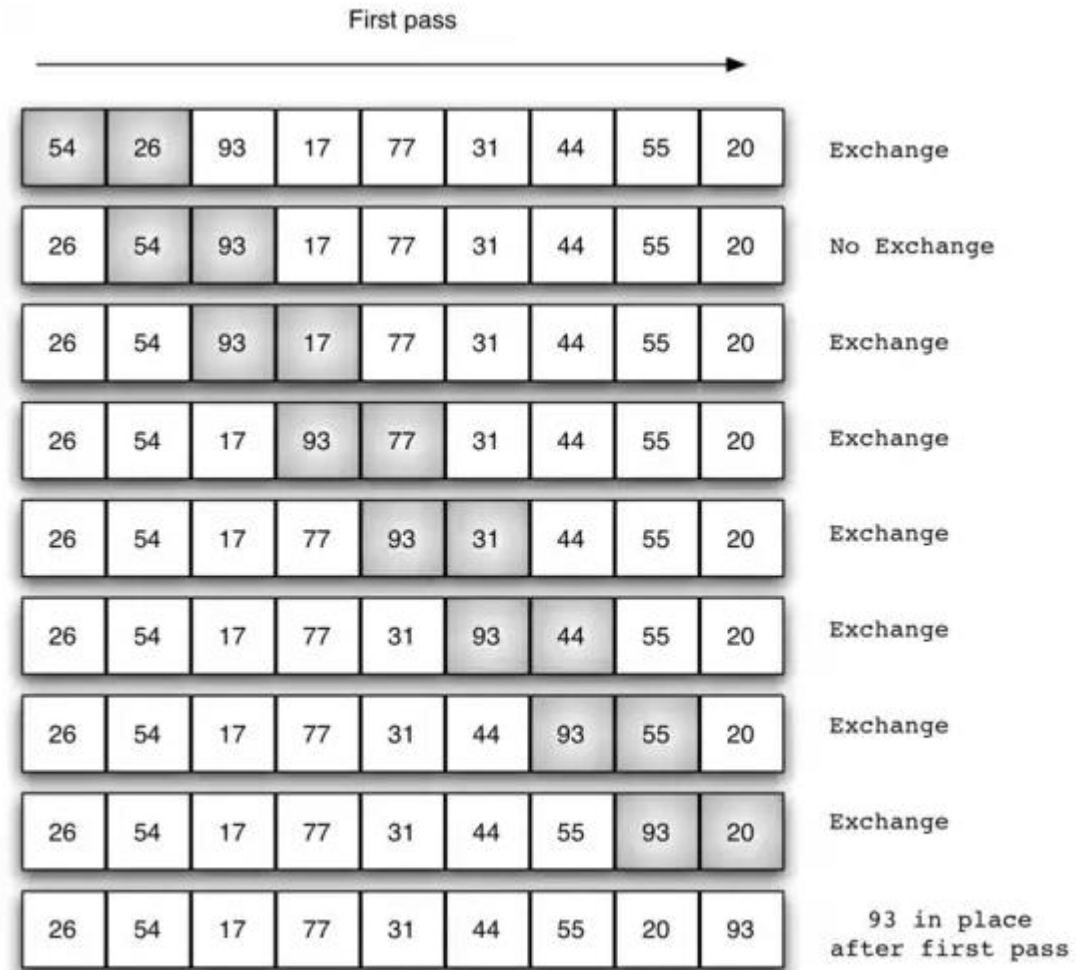 First pass
54 26 93 17 77 31 44 55 20 Exchange
26 54 93 17 77 31 44 55 20 No Exchange
26 54 93 17 77 31 44 55 20 Exchange
26 54 17 93 77 31 44 55 20 Exchange
26 54 17 77 93 31 44 55 20 Exchange
26 54 17 77 31 93 44 55 20 Exchange
26 54 17 77 31 44 93 55 20 Exchange
26 54 17 77 31 44 55 93 20 Exchange
26 54 17 77 31 44 55 20 93 93 in place
after first pass